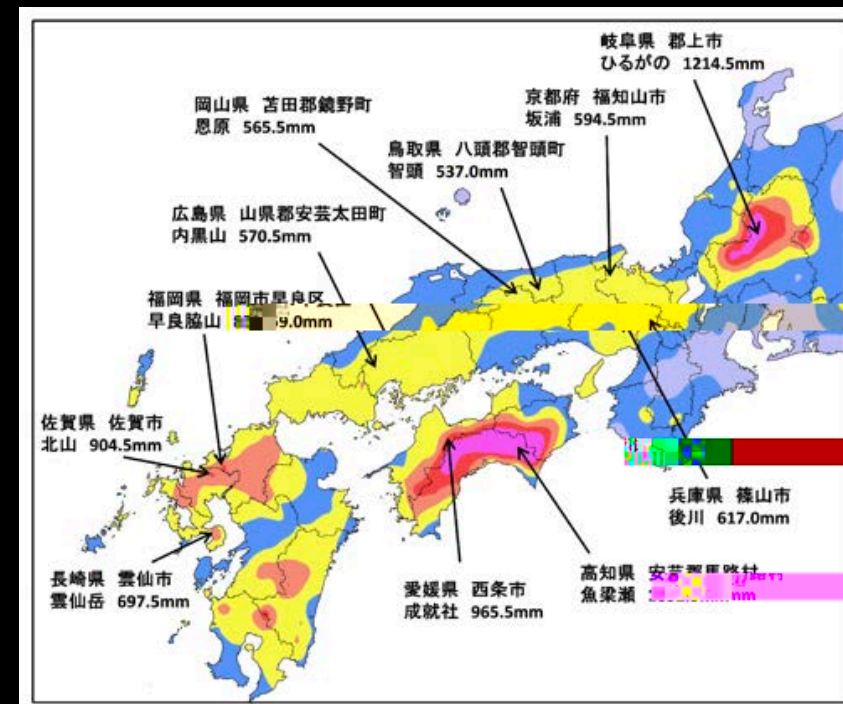 岐阜県 郡上市
ひるがの 1214.5mm
京都府 福知山市
坂浦 594.5mm
岡山県 苫田郡鏡野町
恩原 565.5mm
鳥取県 八頭郡智頭町
智頭 537.0mm
広島県 山県郡安芸太田町
内黒山 570.5mm
福岡県 福岡市早良区
早良脇山
佐賀県 佐賀市
北山 904.5mm
兵庫県 篠山市
後川 617.0mm
長崎県 雲仙市
雲仙岳 697.5mm
愛媛県 西条市
成就社 965.5mm
高知県 安芸郡馬路村
魚梁瀬